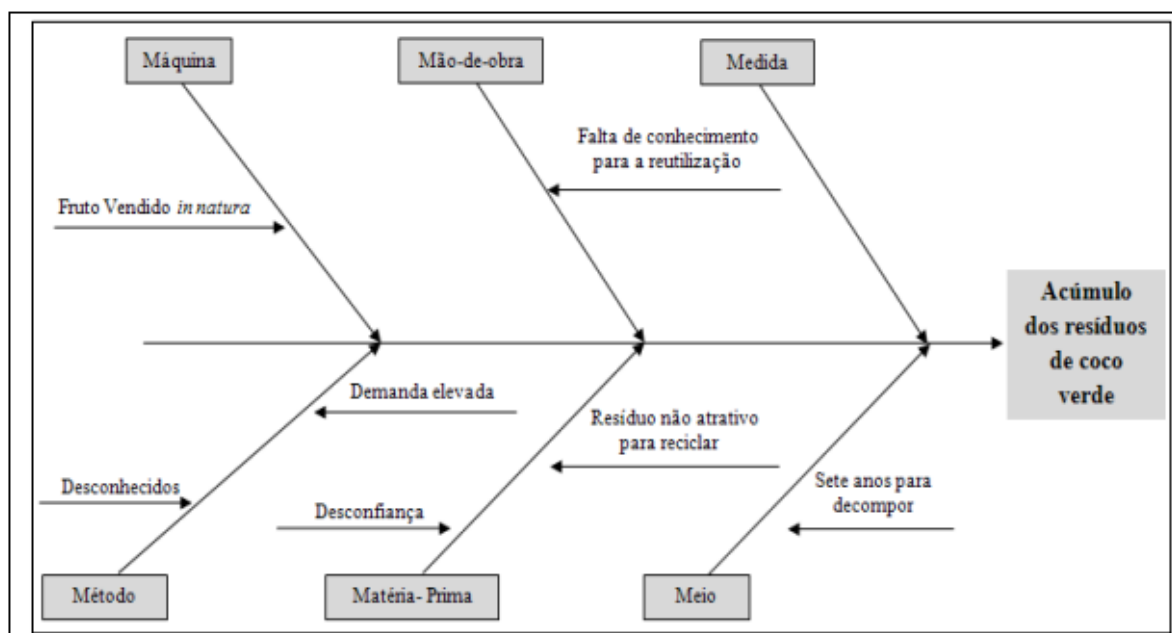 Máquina
Mão-de-obra
Medida
Falta de conhecimento
para a reutilização
Fruto Vendido in natura
Acúmulo
dos resíduos
de coco
verde
Demanda elevada
Resíduo não atrativo
para reciclar
Desconhecidos
Desconfiança
Sete anos para
decompor
Método
Matéria- Prima
Meio